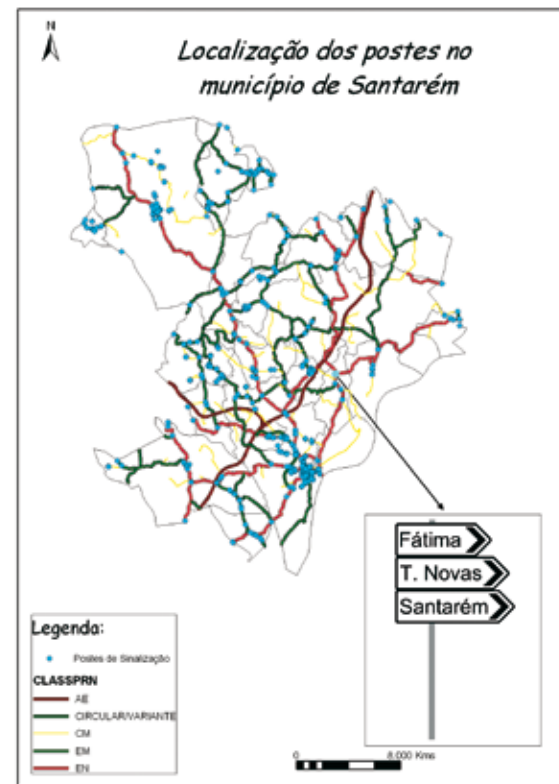 N
Localização dos postes no
município de Santarém
Fátima
T. Novas
Santarém
Legenda:
Postes de Sinalização
CLASSPRN
AE
CIRCULAR/VARIANTE
CM
EM
EN
0
8,000 Kms